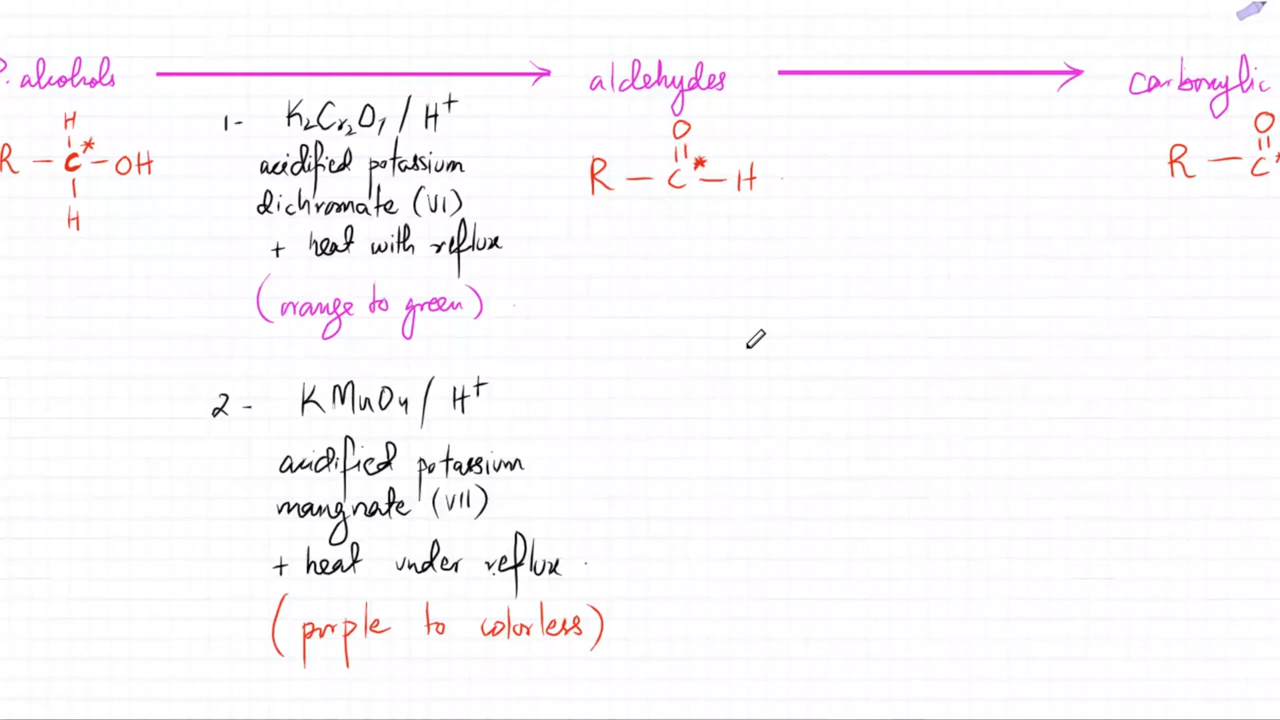 P. alcohols
aldehydes
carboxylic
H
R - C* - OH
H
O
R - C* - H
O
R - C*
1- K₂Cr₂O₇ / H⁺
acidified potassium
dichromate (VI)
+ heat with reflux
(orange to green)
2 - KMnO₄ / H⁺
acidified potassium
mangnate (VII)
+ heat under reflux
(purple to colorless)